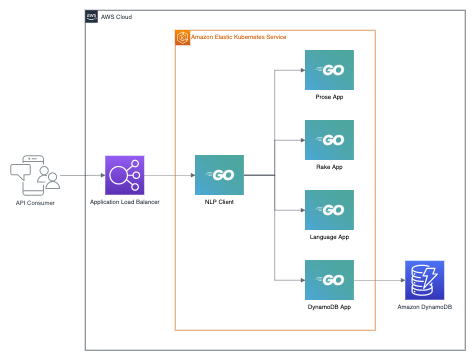 aws
AWS Cloud
Amazon Elastic Kubernetes Service
GO
Prose App
GO
Rake App
API Consumer
Application Load Balancer
GO
NLP Client
GO
Language App
GO
DynamoDB App
Amazon DynamoDB